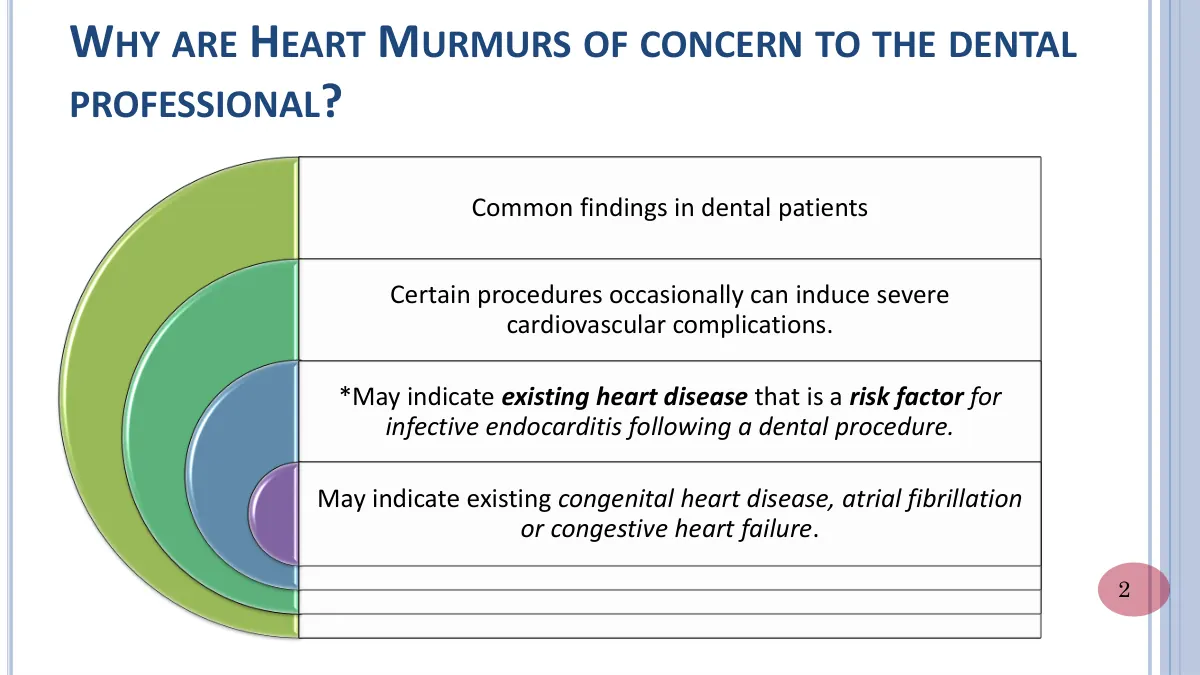 Why are Heart Murmurs of concern to the dental
professional?
Common findings in dental patients
Certain procedures occasionally can induce severe
cardiovascular complications.
*May indicate existing heart disease that is a risk factor for
infective endocarditis following a dental procedure.
May indicate existing congenital heart disease, atrial fibrillation
or congestive heart failure.
2